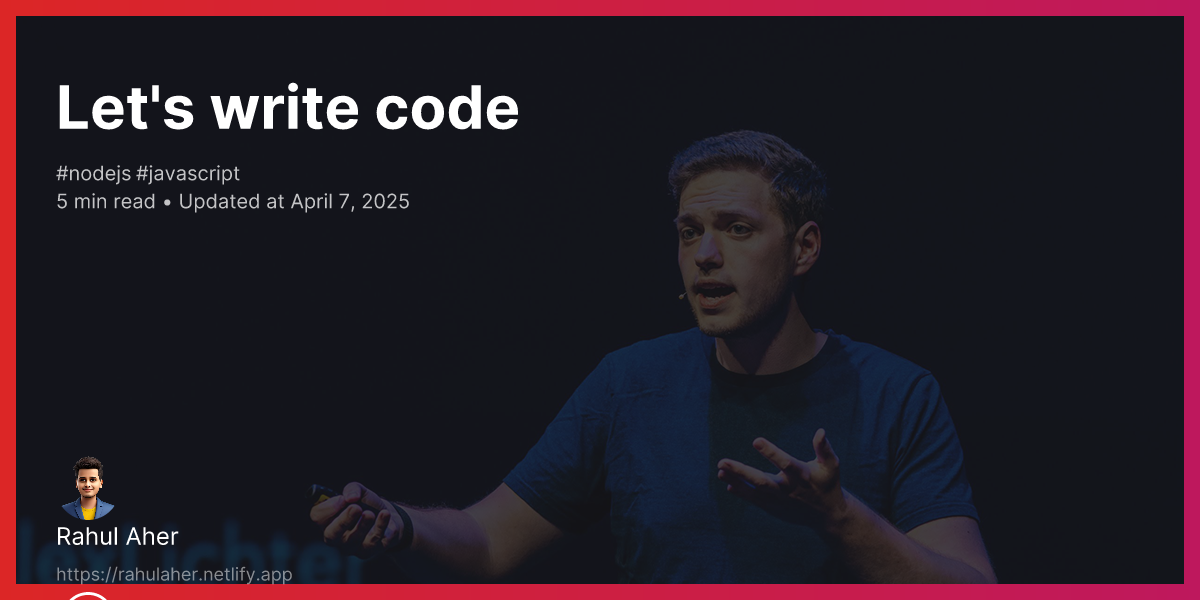 Let's write code
#nodejs #javascript
5 min read • Updated at April 7, 2025
Rahul Aher
https://rahulaher.netlify.app